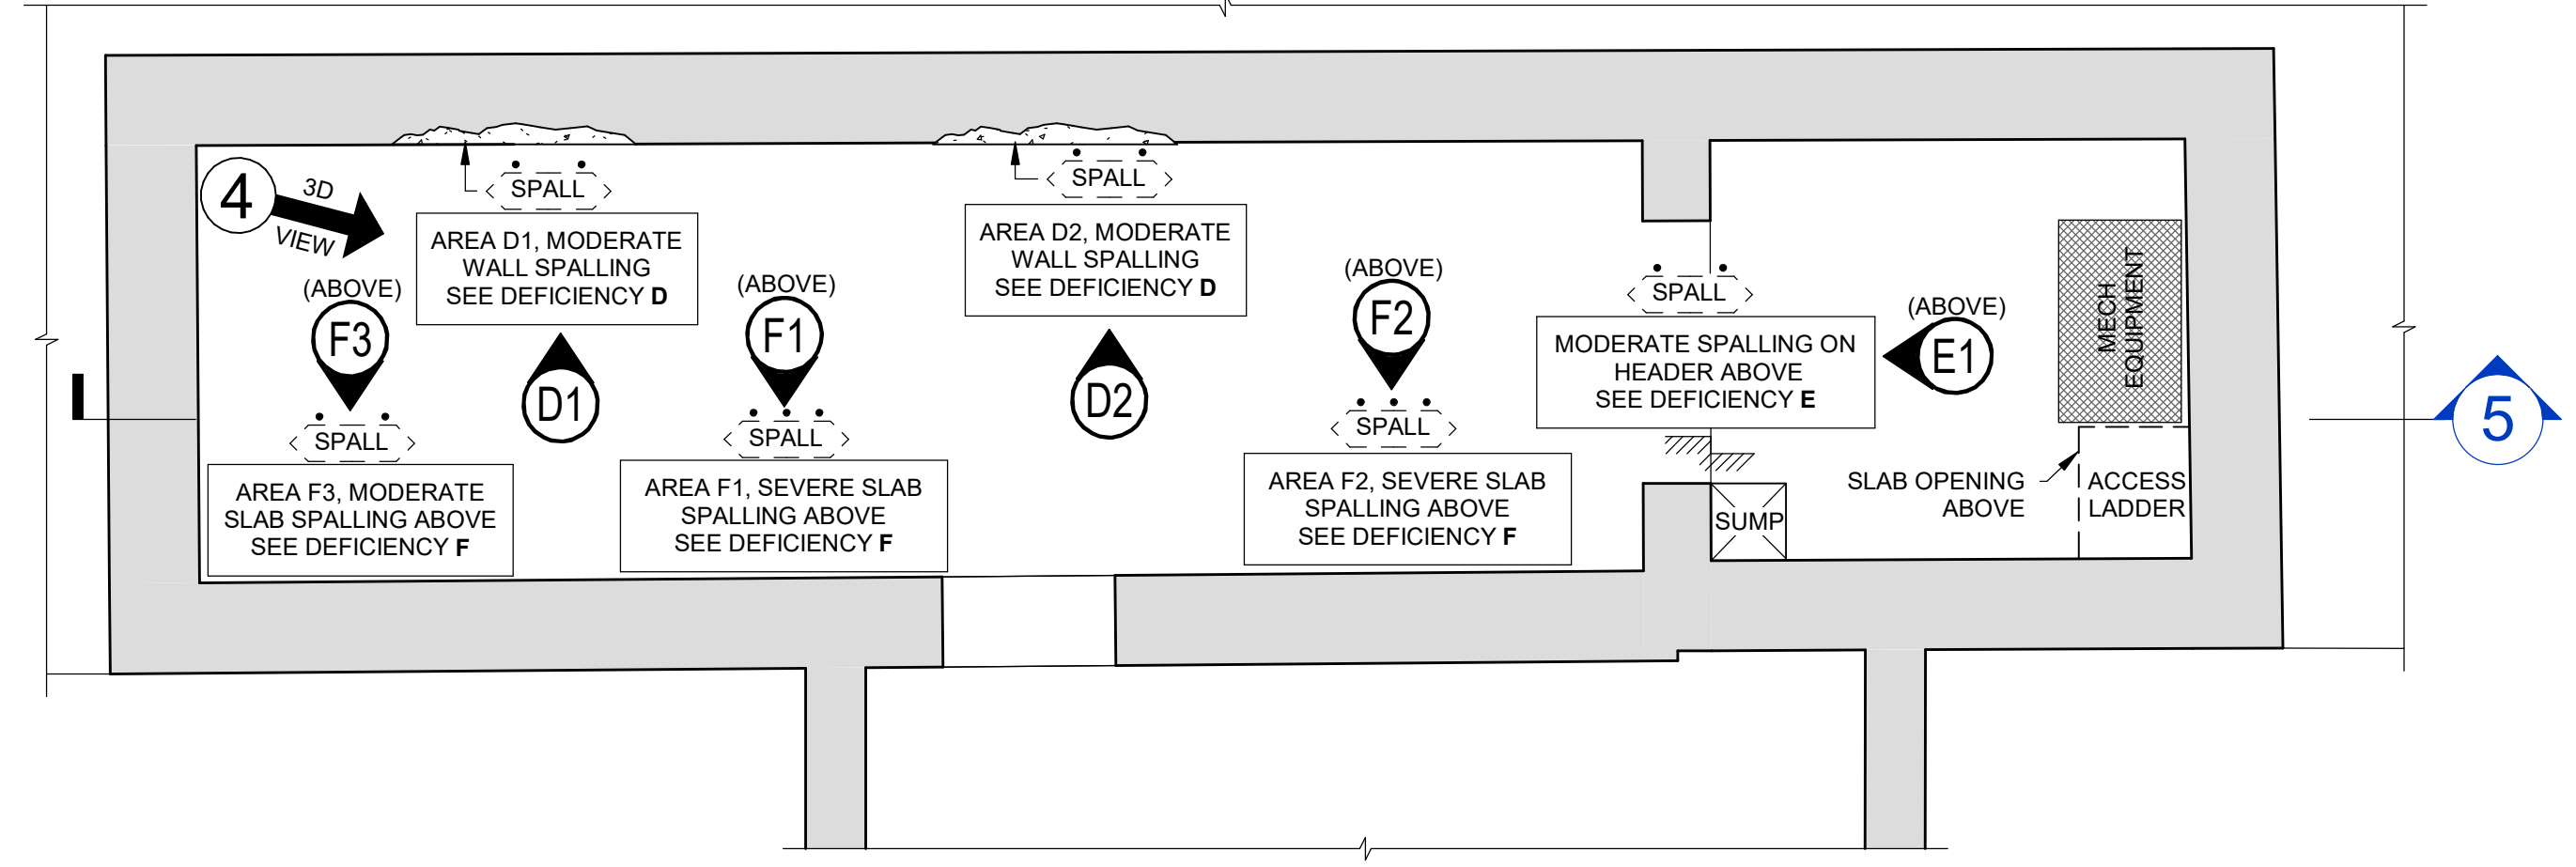 4
3D
VIEW
SPALL
AREA D1, MODERATE
WALL SPALLING
SEE DEFICIENCY D
D1
(ABOVE)
F3
SPALL
AREA F3, MODERATE
SLAB SPALLING ABOVE
SEE DEFICIENCY F
(ABOVE)
F1
SPALL
AREA F1, SEVERE SLAB
SPALLING ABOVE
SEE DEFICIENCY F
SPALL
AREA D2, MODERATE
WALL SPALLING
SEE DEFICIENCY D
D2
(ABOVE)
F2
SPALL
AREA F2, SEVERE SLAB
SPALLING ABOVE
SEE DEFICIENCY F
SPALL
MODERATE SPALLING ON
HEADER ABOVE
SEE DEFICIENCY E
(ABOVE)
E1
MECH
EQUIPMENT
SUMP
SLAB OPENING
ABOVE
ACCESS
LADDER
5